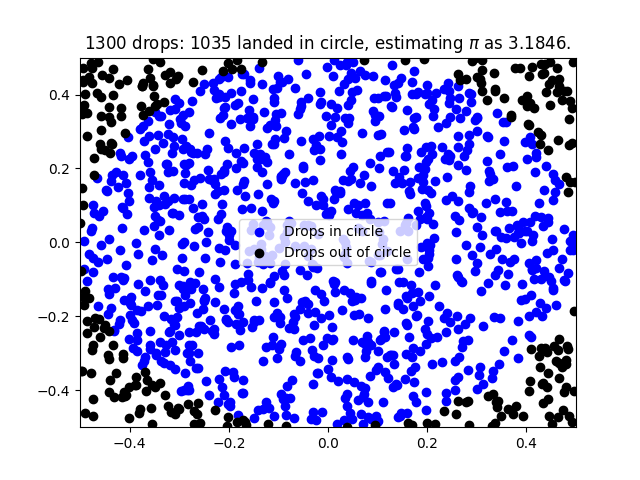 1300 drops: 1035 landed in circle, estimating π as 3.1846.
0.4
0.2
0.0
−0.2
−0.4
Drops in circle
Drops out of circle
−0.4 −0.2 0.0 0.2 0.4